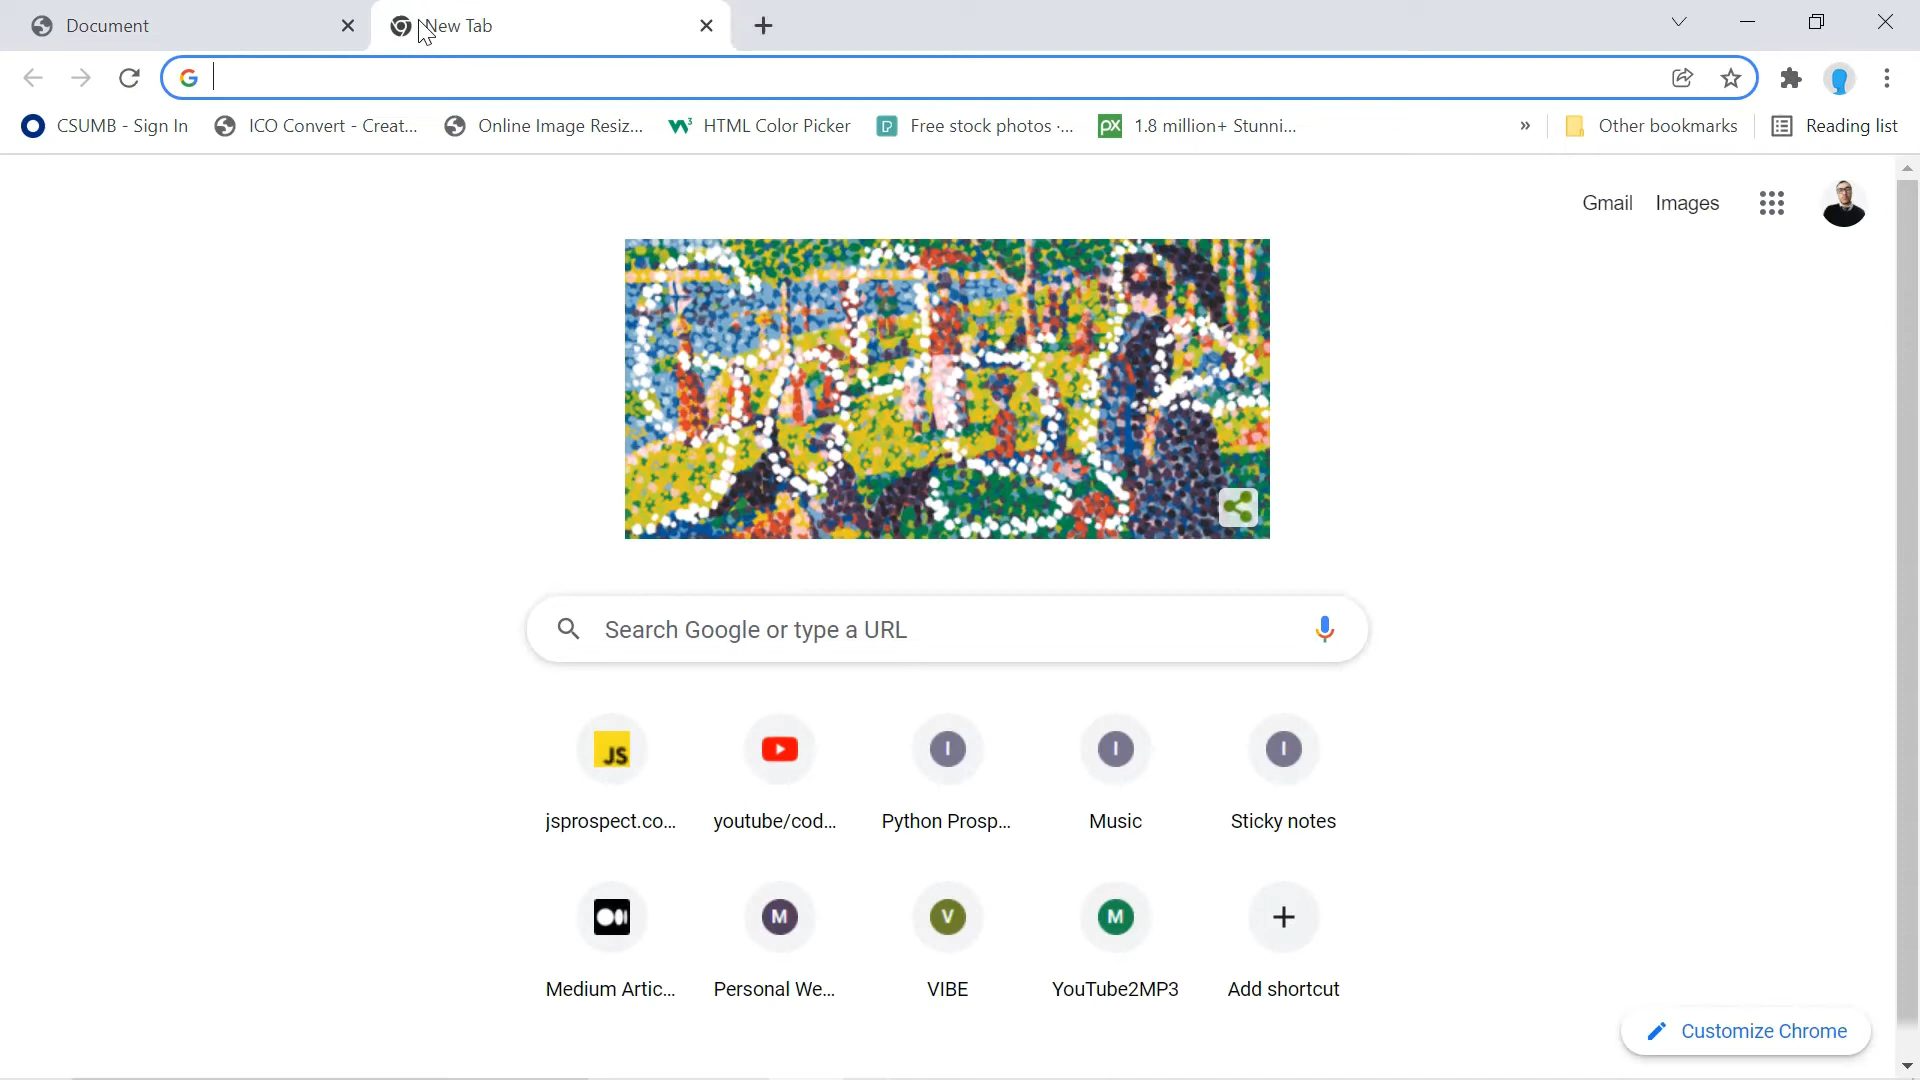 Document
New Tab
CSUMB - Sign In
ICO Convert - Creat...
Online Image Resiz...
HTML Color Picker
Free stock photos ·...
1.8 million+ Stunni...
»
Other bookmarks
Reading list
Gmail
Images
Google
Search Google or type a URL
JS
I
I
I
jsprospect.co...
youtube/cod...
Python Prosp...
Music
Sticky notes
M
V
M
Medium Artic...
Personal We...
VIBE
YouTube2MP3
Add shortcut
Customize Chrome